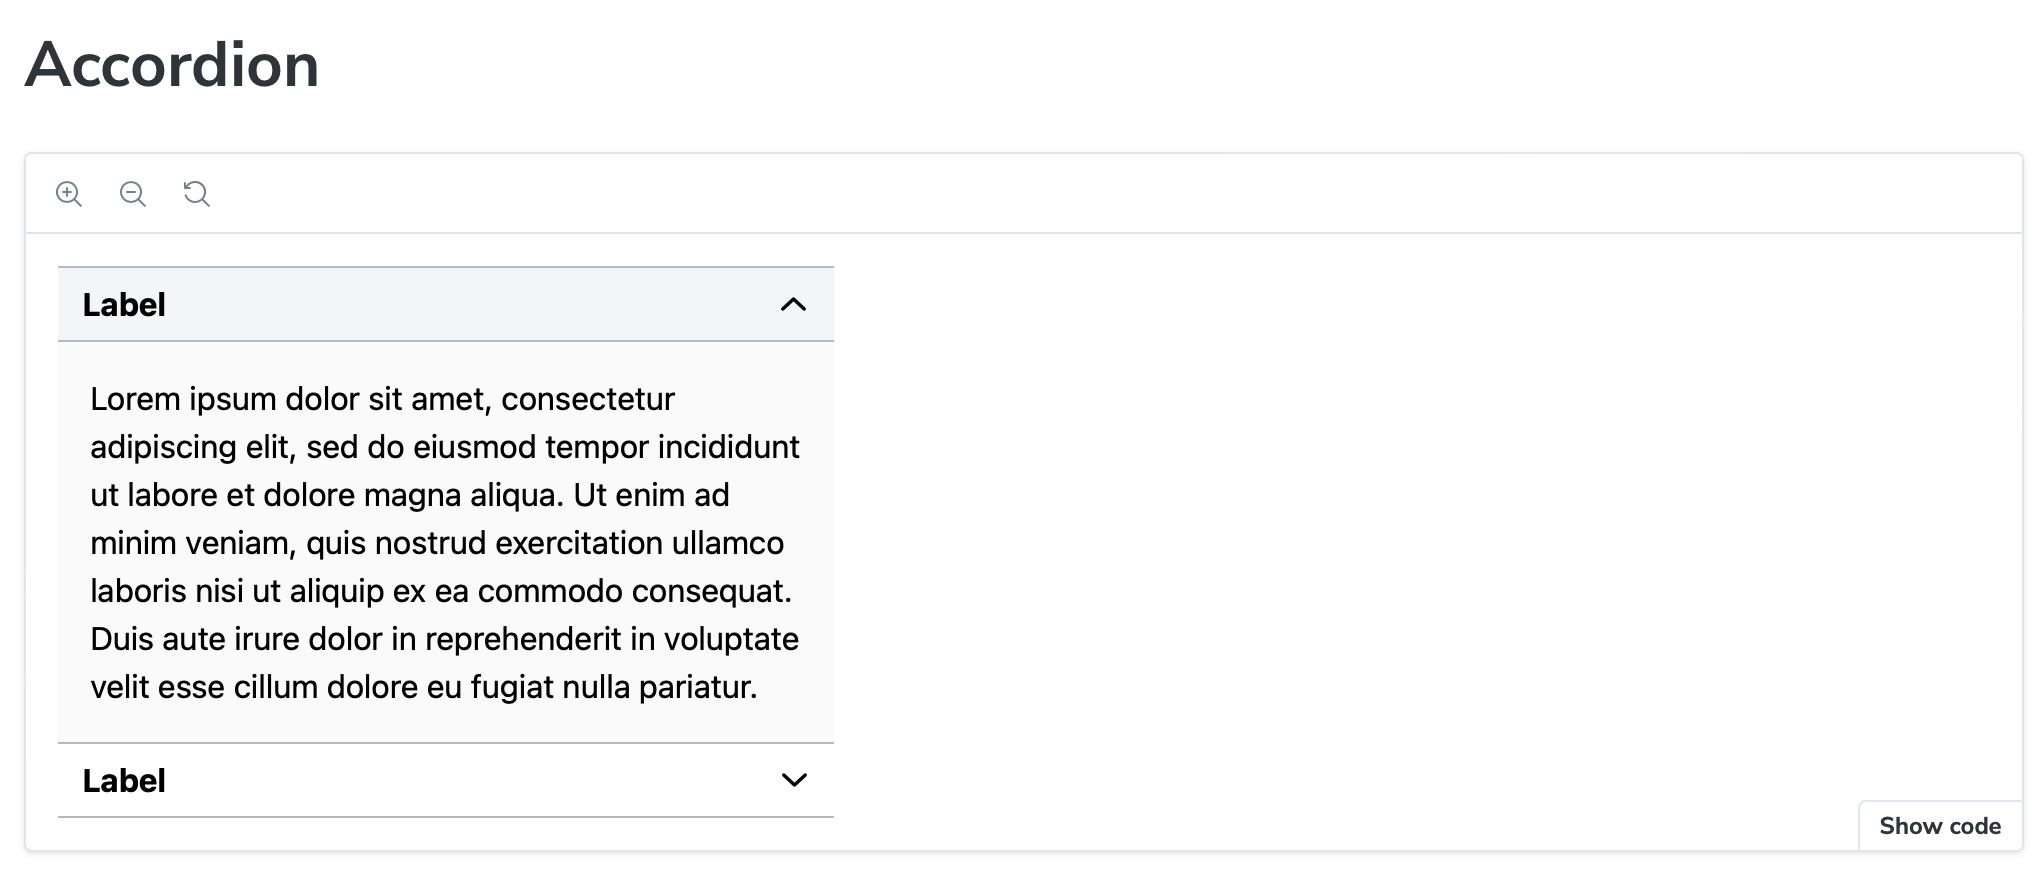 Accordion
Label
Lorem ipsum dolor sit amet, consectetur
adipiscing elit, sed do eiusmod tempor incididunt
ut labore et dolore magna aliqua. Ut enim ad
minim veniam, quis nostrud exercitation ullamco
laboris nisi ut aliquip ex ea commodo consequat.
Duis aute irure dolor in reprehenderit in voluptate
velit esse cillum dolore eu fugiat nulla pariatur.
Label
Show code